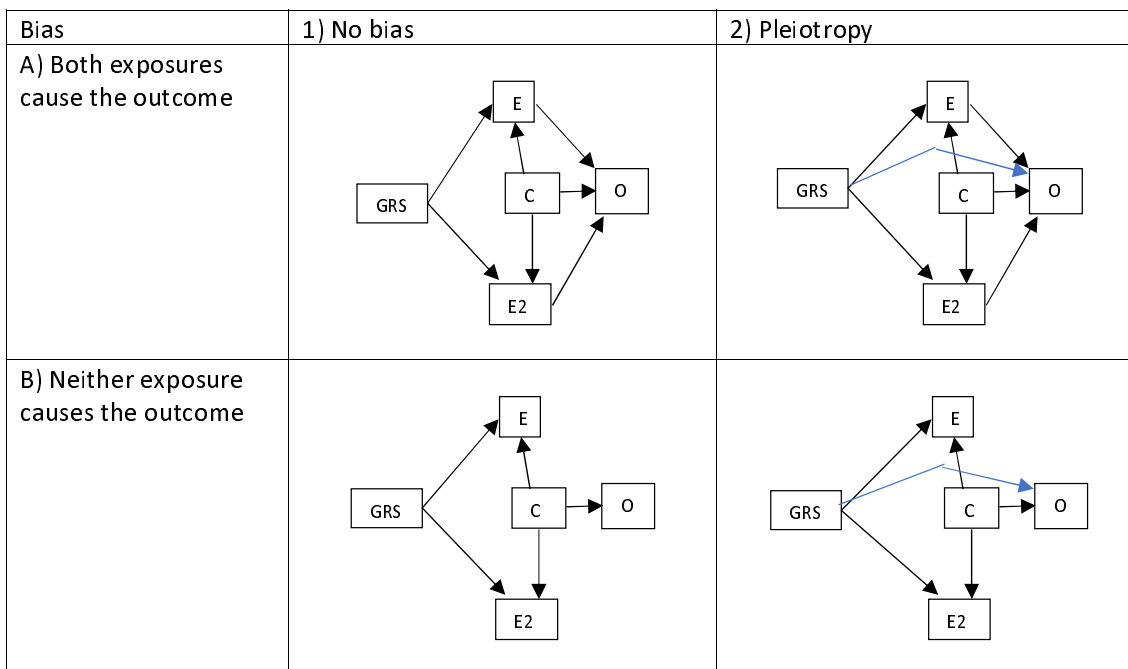 Bias
1) No bias
2) Pleiotropy
A) Both exposures
cause the outcome
E
GRS
C
O
E2
E
GRS
C
O
E2
B) Neither exposure
causes the outcome
E
GRS
C
O
E2
E
GRS
C
O
E2